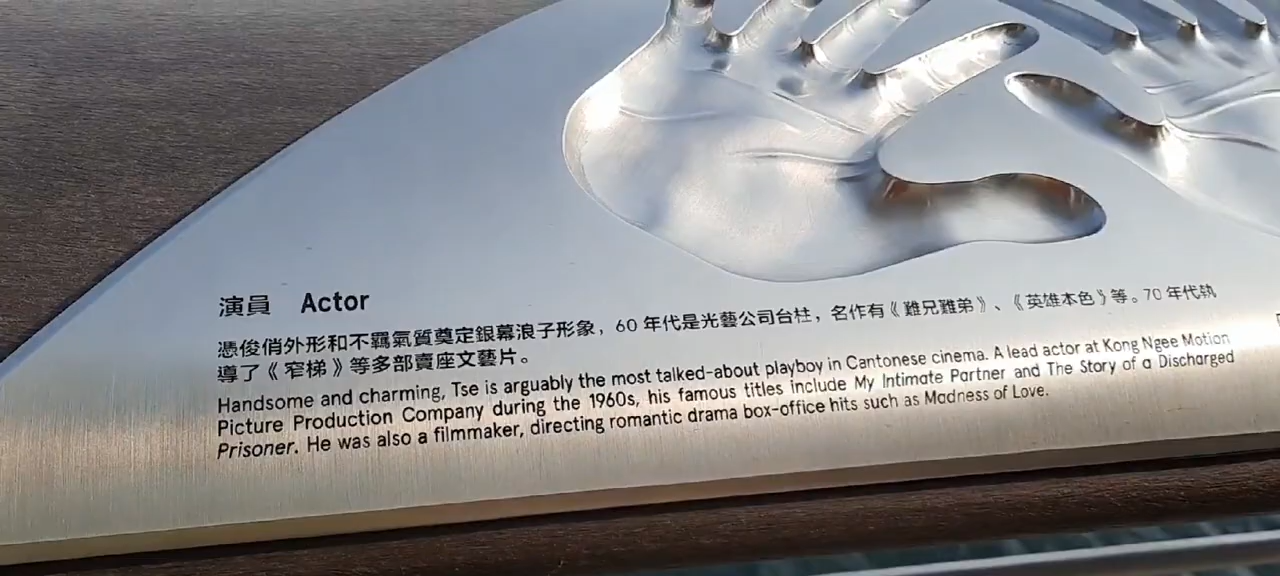 演員 Actor
憑俊俏外形和不羈氣質奠定銀幕浪子形象，60 年代是光藝公司台柱，名作有《難兄難弟》、《英雄本色》等。70 年代執
導了《窄梯》等多部賣座文藝片。
Handsome and charming, Tse is arguably the most talked-about playboy in Cantonese cinema. A lead actor at Kong Ngee Motion
Picture Production Company during the 1960s, his famous titles include My Intimate Partner and The Story of a Discharged
Prisoner. He was also a filmmaker, directing romantic drama box-office hits such as Madness of Love.